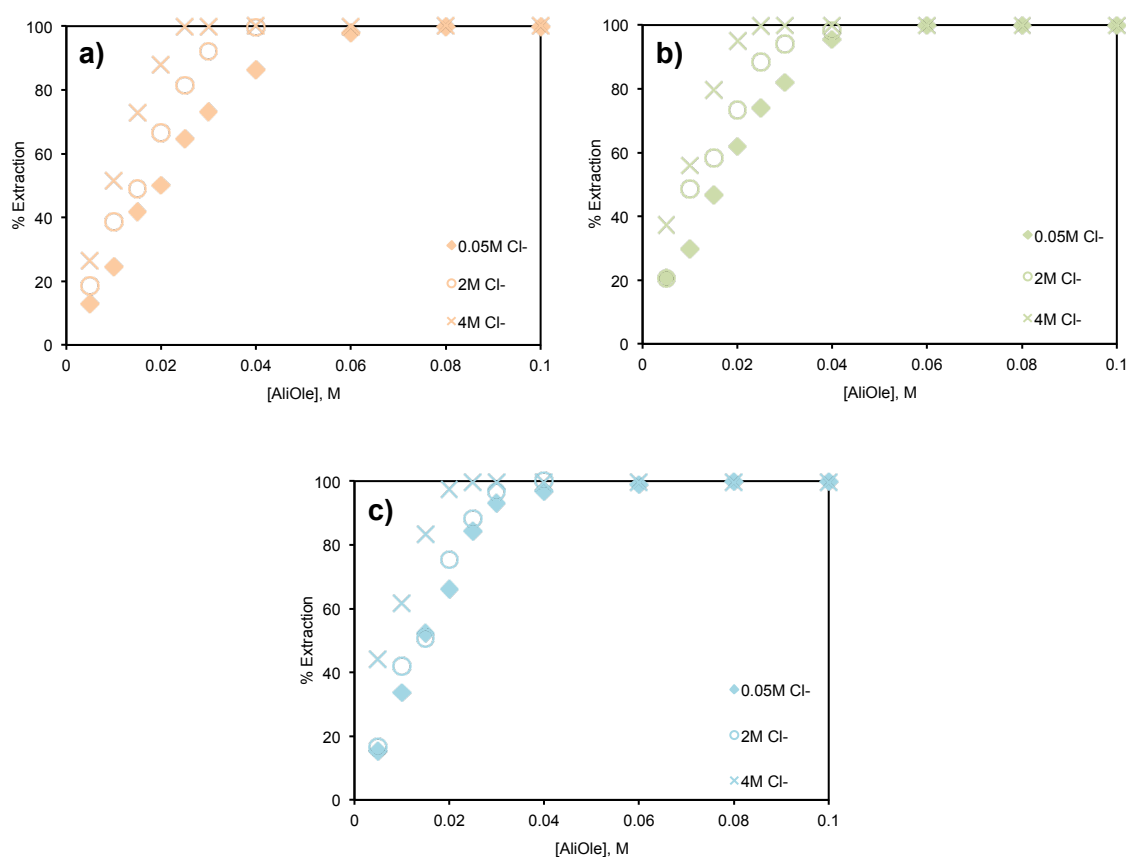 a)
100
80
60
40
20
0
% Extraction
0.05M Cl-
2M Cl-
4M Cl-
0 0.02 0.04 0.06 0.08 0.1
[AliOle], M
b)
100
80
60
40
20
0
% Extraction
0.05M Cl-
2M Cl-
4M Cl-
0 0.02 0.04 0.06 0.08 0.1
[AliOle], M
c)
100
80
60
40
20
0
% Extraction
0.05M Cl-
2M Cl-
4M Cl-
0 0.02 0.04 0.06 0.08 0.1
[AliOle], M